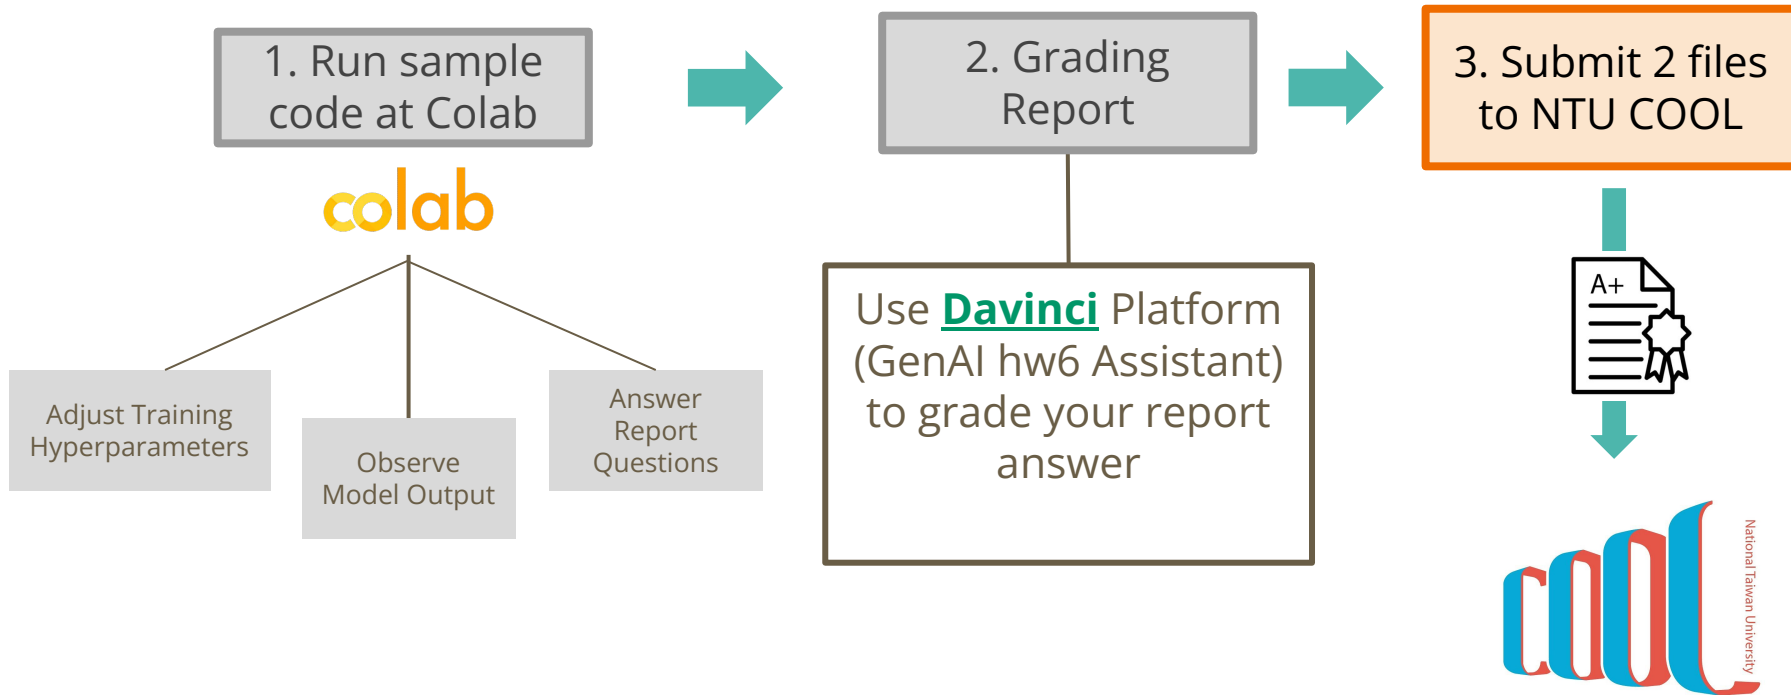 1. Run sample
code at Colab
colab
Adjust Training
Hyperparameters
Observe
Model Output
Answer
Report
Questions
2. Grading
Report
Use Davinci Platform
(GenAI hw6 Assistant)
to grade your report
answer
3. Submit 2 files
to NTU COOL
A+
COOL
National Taiwan University